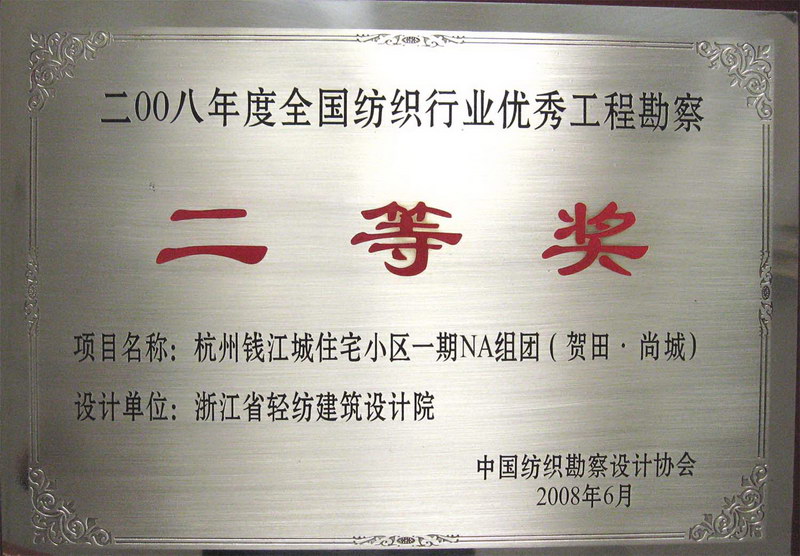 二00八年度全国纺织行业优秀工程勘察
二等奖
项目名称：杭州钱江城住宅小区一期NA组团（贺田·尚城）
设计单位：浙江省轻纺建筑设计院
中国纺织勘察设计协会
2008年6月